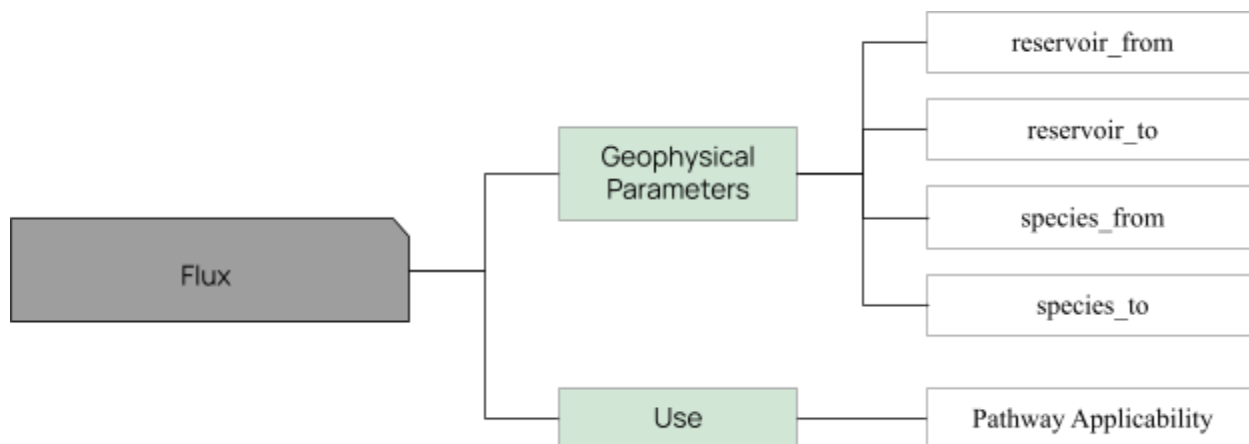 Flux
Geophysical
Parameters
Use
reservoir_from
reservoir_to
species_from
species_to
Pathway Applicability